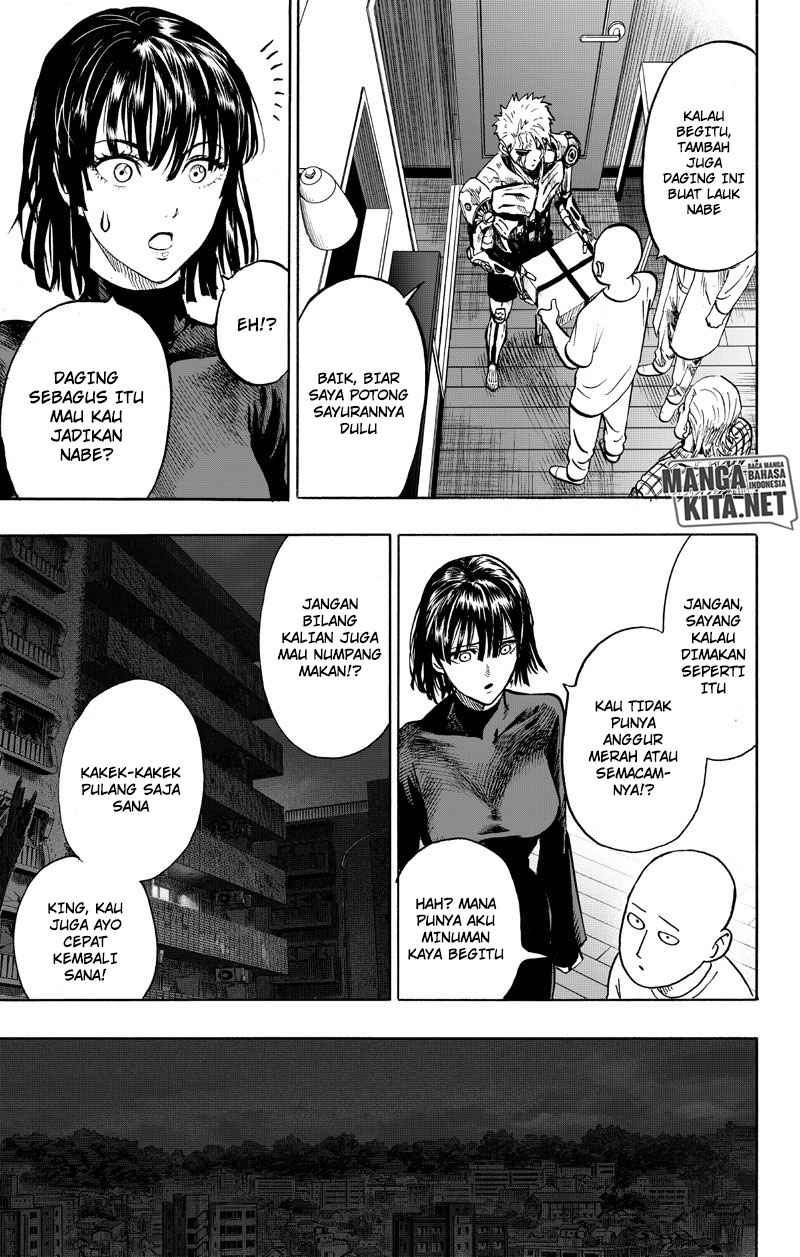 KALAU
BEGITU,
TAMBAH
JUGA
DAGING INI
BUAT LAUK
NABE
BAIK, BIAR
SAYA POTONG
SAYURANNYA
DULU
EH!?
DAGING
SEBAGUS ITU
MAU KAU
JADIKAN
NABE?
MANGA
KITA.NET
BACA MANGA
BAHASA
INDONESIA
JANGAN,
SAYANG
KALAU
DIMAKAN
SEPERTI
ITU
KAU TIDAK
PUNYA
ANGGUR
MERAH ATAU
SEMACAM-
NYA!?
HAH? MANA
PUNYA AKU
MINUMAN
KAYA BEGITU
JANGAN
BILANG
KALIAN JUGA
MAU NUMPANG
MAKAN!?
KAKEK-KAKEK
PULANG SAJA
SANA
KING, KAU
JUGA AYO
CEPAT
KEMBALI
SANA!